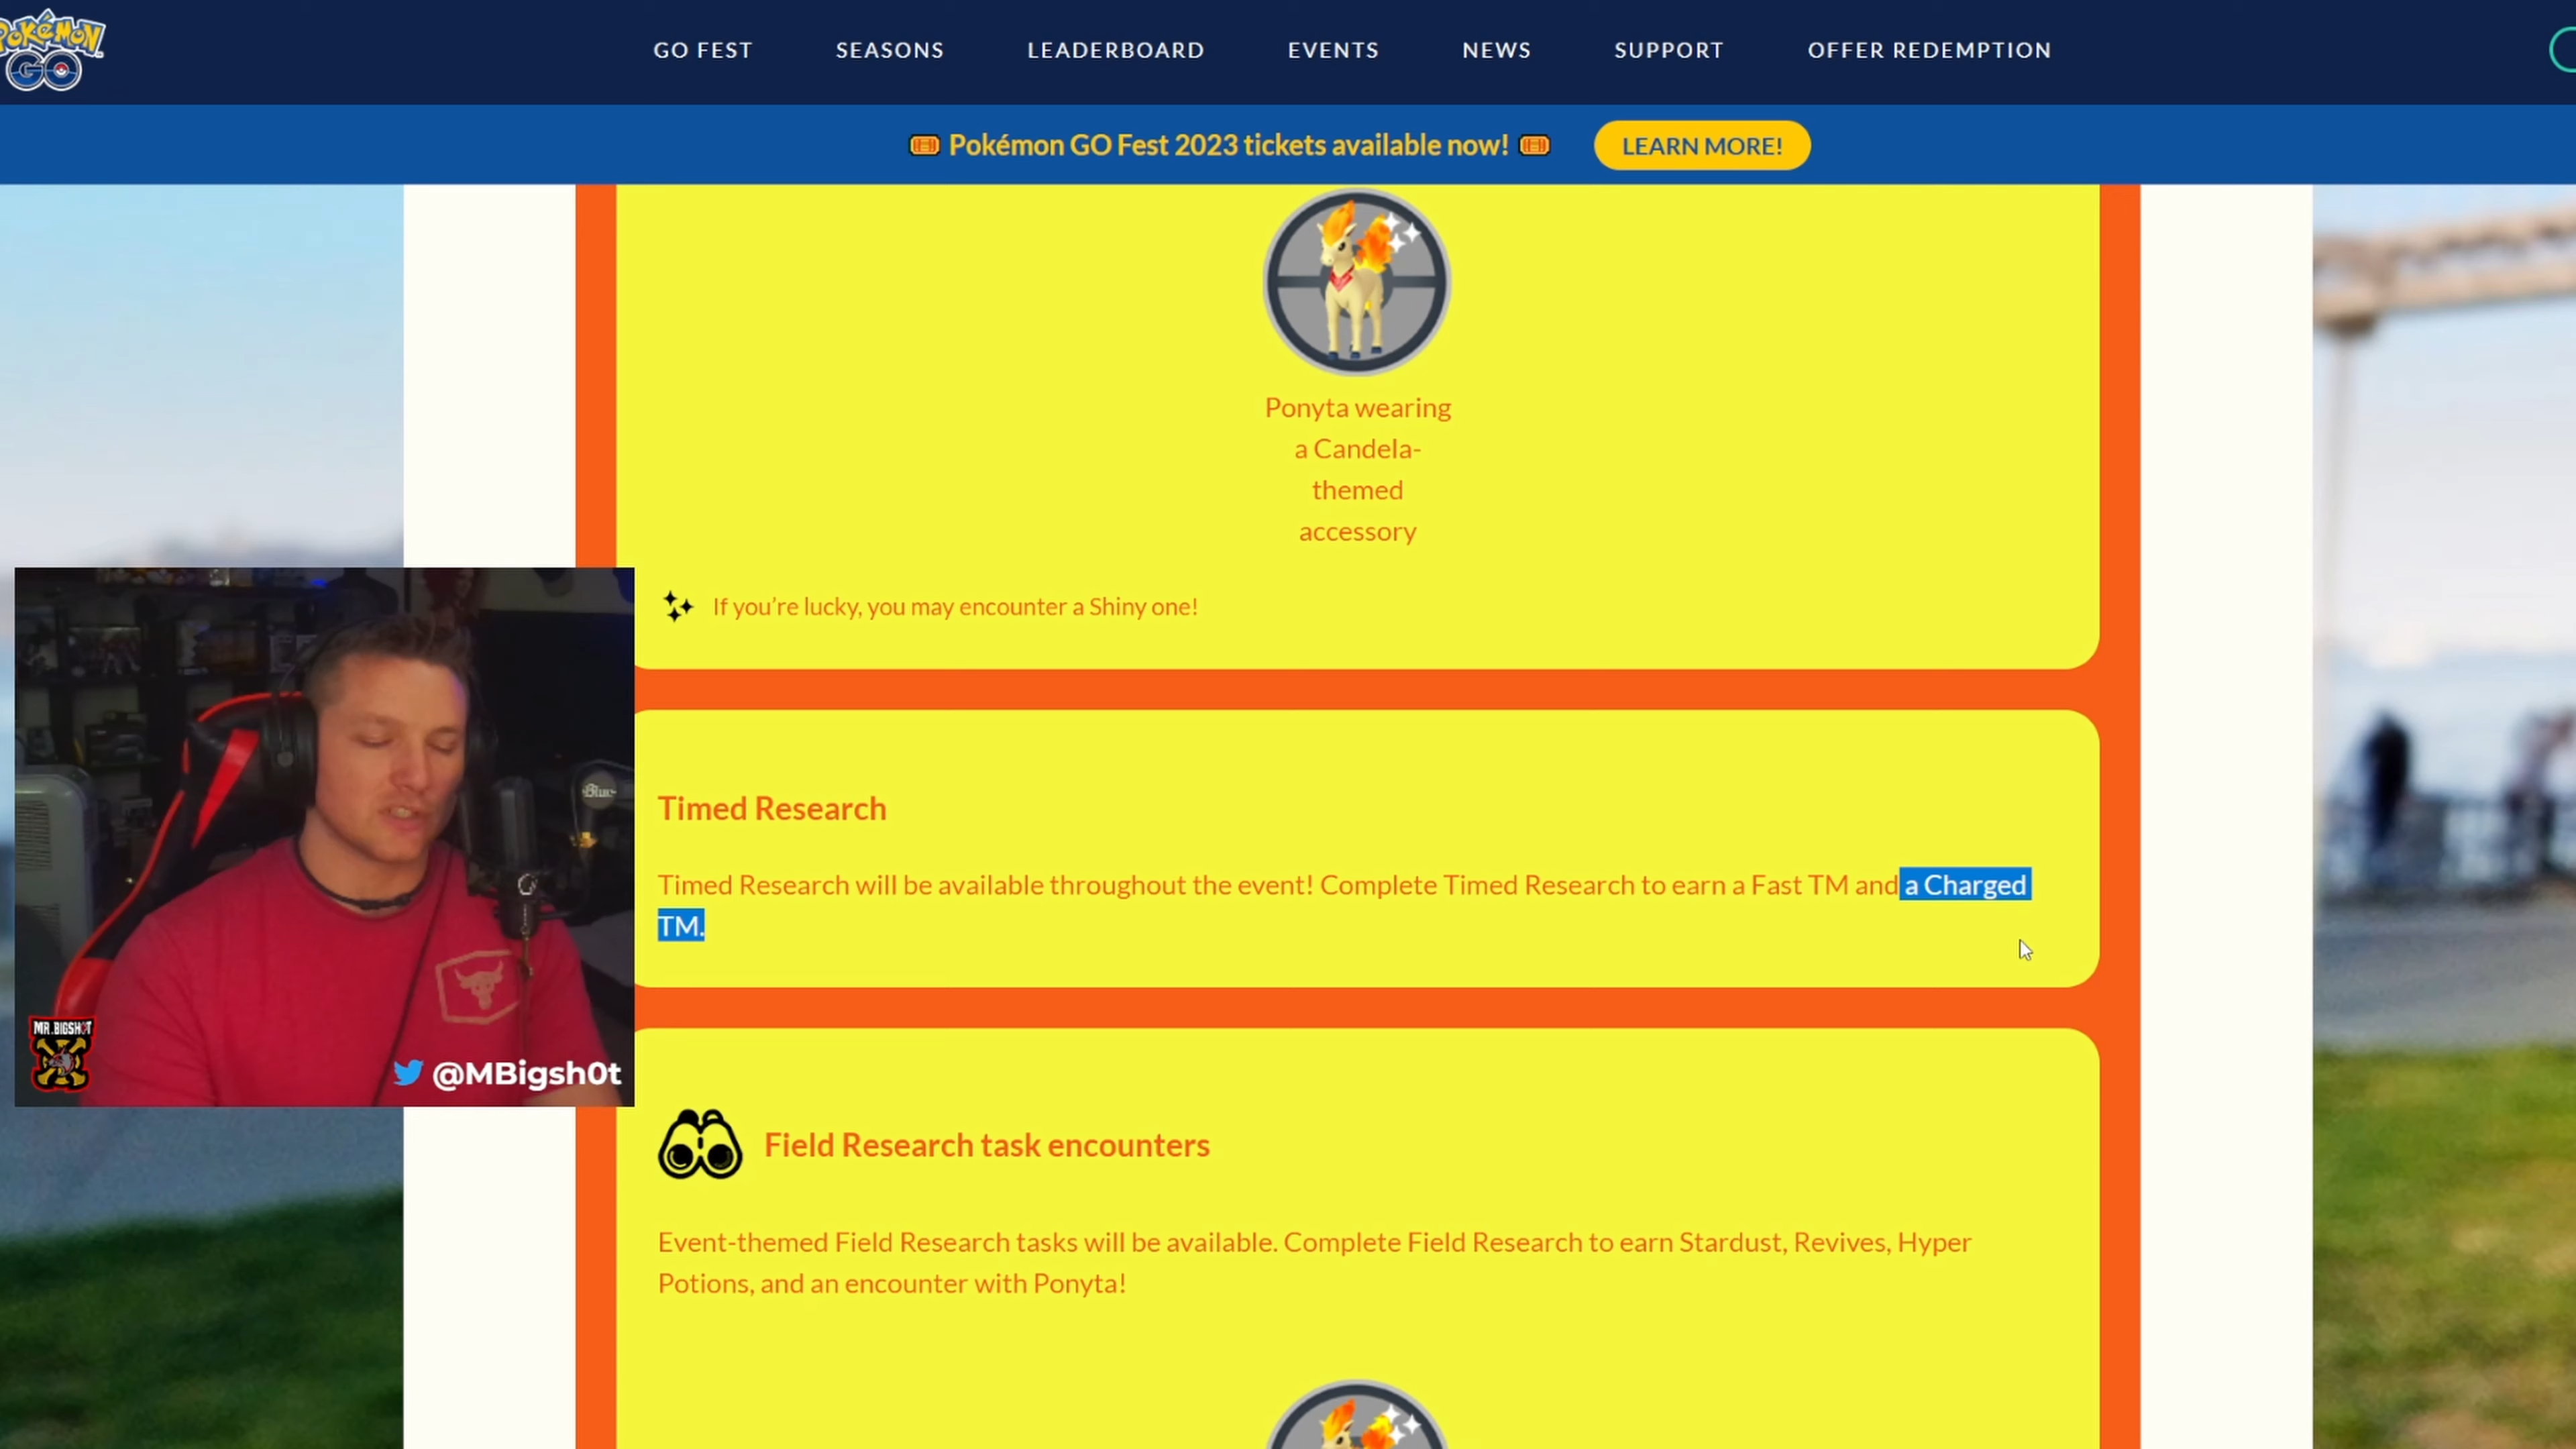 POKÉMON
GO
GO FEST SEASONS LEADERBOARD EVENTS NEWS SUPPORT OFFER REDEMPTION
Pokémon GO Fest 2023 tickets available now! LEARN MORE!
Ponyta wearing
a Candela-
themed
accessory
If you’re lucky, you may encounter a Shiny one!
Timed Research
Timed Research will be available throughout the event! Complete Timed Research to earn a Fast TM and a Charged
TM.
Blue
MR.BIGSH0T
@MBigsh0t
Field Research task encounters
Event-themed Field Research tasks will be available. Complete Field Research to earn Stardust, Revives, Hyper
Potions, and an encounter with Ponyta!